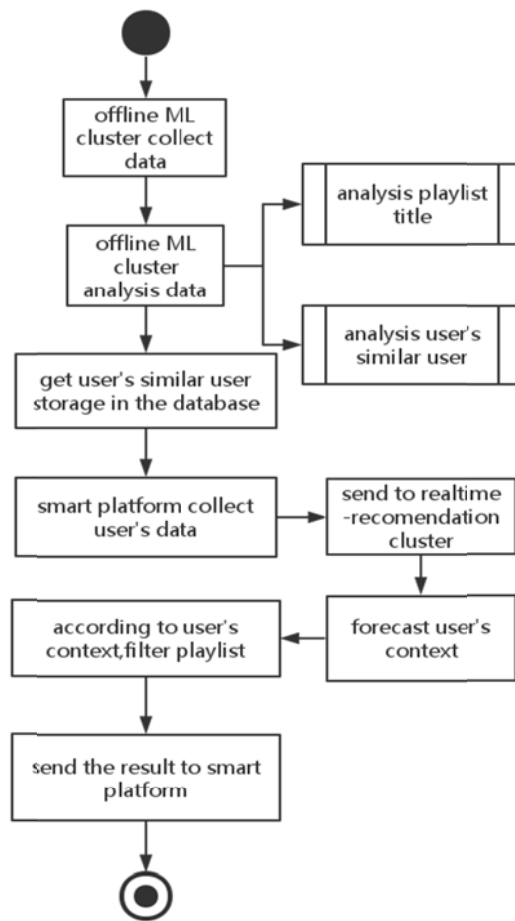 offline ML
cluster collect
data
analysis playlist
title
offline ML
cluster
analysis data
analysis user's
similar user
get user's similar user
storage in the database
smart platform collect
user's data
send to realtime
-recomendation
cluster
forecast user's
context
according to user's
context,filter playlist
send the result to smart
platform